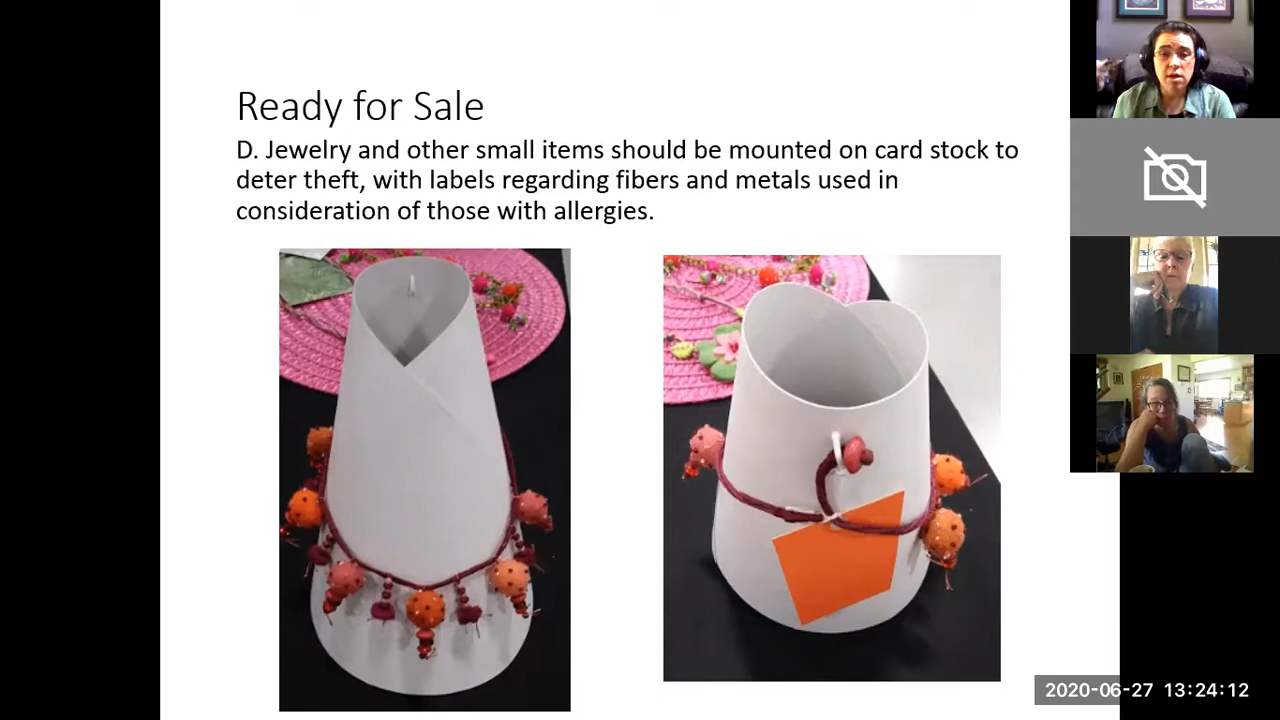 Ready for Sale
D. Jewelry and other small items should be mounted on card stock to
deter theft, with labels regarding fibers and metals used in
consideration of those with allergies.
2020-06-27 13:24:12